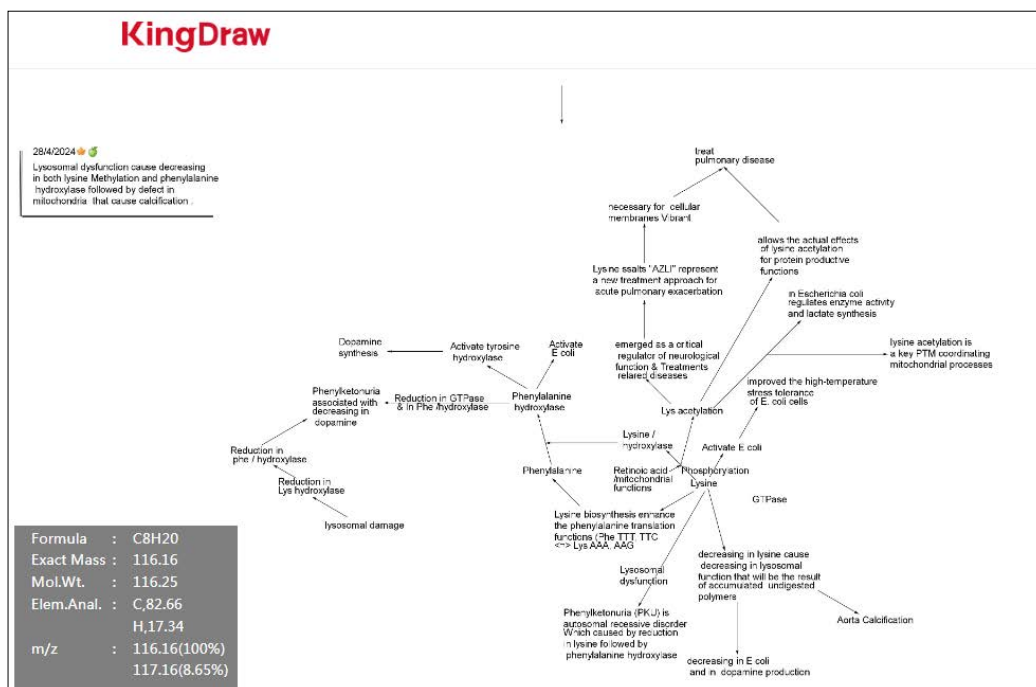 KingDraw
28/4/2024
Lysosomal dysfunction cause decreasing
in both lysine Methylation and phenylalanine
hydroxylase followed by defect in
mitochondria that cause calcification .
treat
pulmonary disease
necessary for cellular
membranes Vibrant
allows the actual effects
of lysine acetylation
for protein productive
functions
Lysine ssalts "AZLI" represent
a new treatment approach for
acute pulmonary exacerbation
in Escherichia coli
regulates enzyme activity
and lactate synthesis
Dopamine
synthesis
Activate tyrosine
hydroxylase
Activate
E coli
emerged as a critical
regulator of neurological
function & Treatments
relared diseases
lysine acetylation is
a key PTM coordinating
mitochondrial processes
improved the high-temperature
stress tolerance
of E. coli cells
Phenylketonuria
associated with
decreasing in
dopamine
Reduction in GTPase
& In Phe /hydroxylase
Phenylalanine
hydroxylase
Lys acetylation
Lysine /
hydroxylase
Activate E coli
Reduction in
phe / hydroxylase
Phenylalanine
Retinoic acid
/mitochondrial
functions
Phosphorylation
Lysine
Reduction in
Lys hydroxylase
GTPase
lysosomal damage
Lysine biosynthesis enhance
the phenylalanine translation
functions (Phe TTT, TTC
<=> Lys AAA, AAG
Lysosomal
dysfunction
decreasing in lysine cause
decreasing in lysosomal
function that will be the result
of accumulated undigested
polymers
Phenylketonuria (PKU) is
autosomal recessive disorder
Which caused by reduction
in lysine followed by
phenylalanine hydroxylase
Aorta Calcification
decreasing in E coli
and in dopamine production
Formula : C8H20
Exact Mass : 116.16
Mol.Wt. : 116.25
Elem.Anal. : C,82.66
H,17.34
m/z : 116.16(100%)
117.16(8.65%)